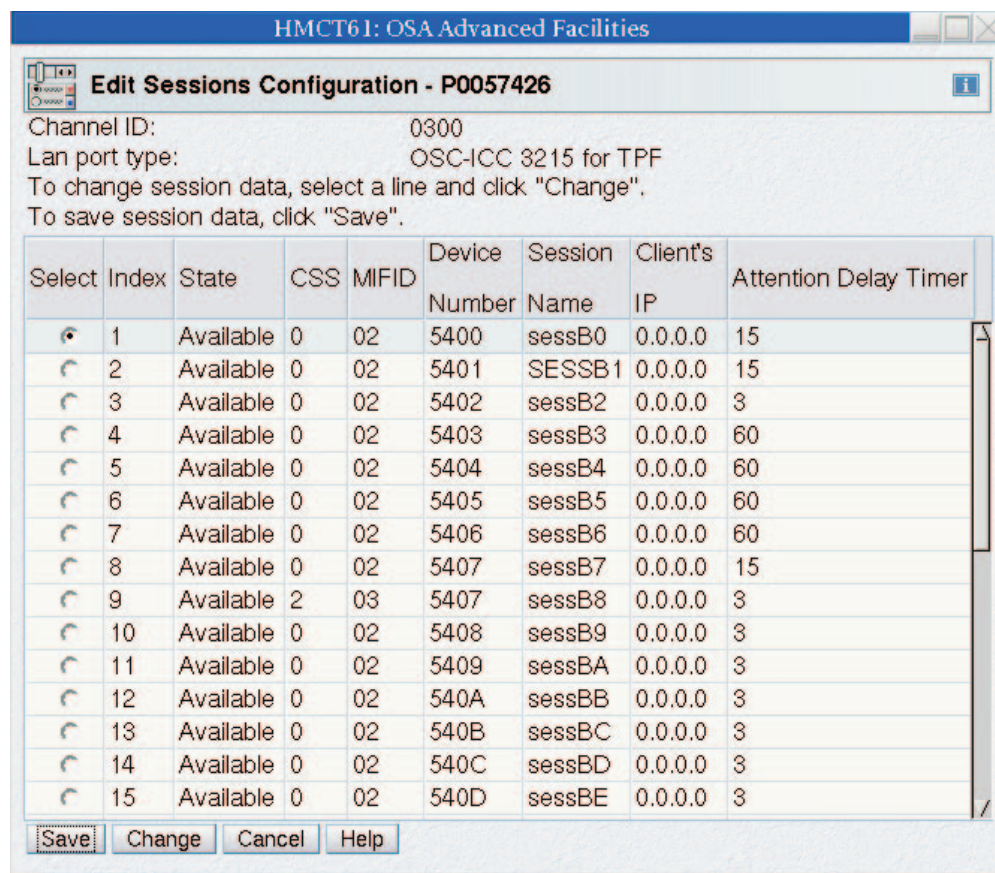 HMCT61: OSA Advanced Facilities
Edit Sessions Configuration - P0057426
Channel ID: 0300
Lan port type: OSC-ICC 3215 for TPF
To change session data, select a line and click "Change".
To save session data, click "Save".
Select Index State CSS MIFID Device Number Session Name Client's IP Attention Delay Timer
1 Available 0 02 5400 sessB0 0.0.0.0 15
2 Available 0 02 5401 SESSB1 0.0.0.0 15
3 Available 0 02 5402 sessB2 0.0.0.0 3
4 Available 0 02 5403 sessB3 0.0.0.0 60
5 Available 0 02 5404 sessB4 0.0.0.0 60
6 Available 0 02 5405 sessB5 0.0.0.0 60
7 Available 0 02 5406 sessB6 0.0.0.0 60
8 Available 0 02 5407 sessB7 0.0.0.0 15
9 Available 2 03 5407 sessB8 0.0.0.0 3
10 Available 0 02 5408 sessB9 0.0.0.0 3
11 Available 0 02 5409 sessBA 0.0.0.0 3
12 Available 0 02 540A sessBB 0.0.0.0 3
13 Available 0 02 540B sessBC 0.0.0.0 3
14 Available 0 02 540C sessBD 0.0.0.0 3
15 Available 0 02 540D sessBE 0.0.0.0 3
Save Change Cancel Help